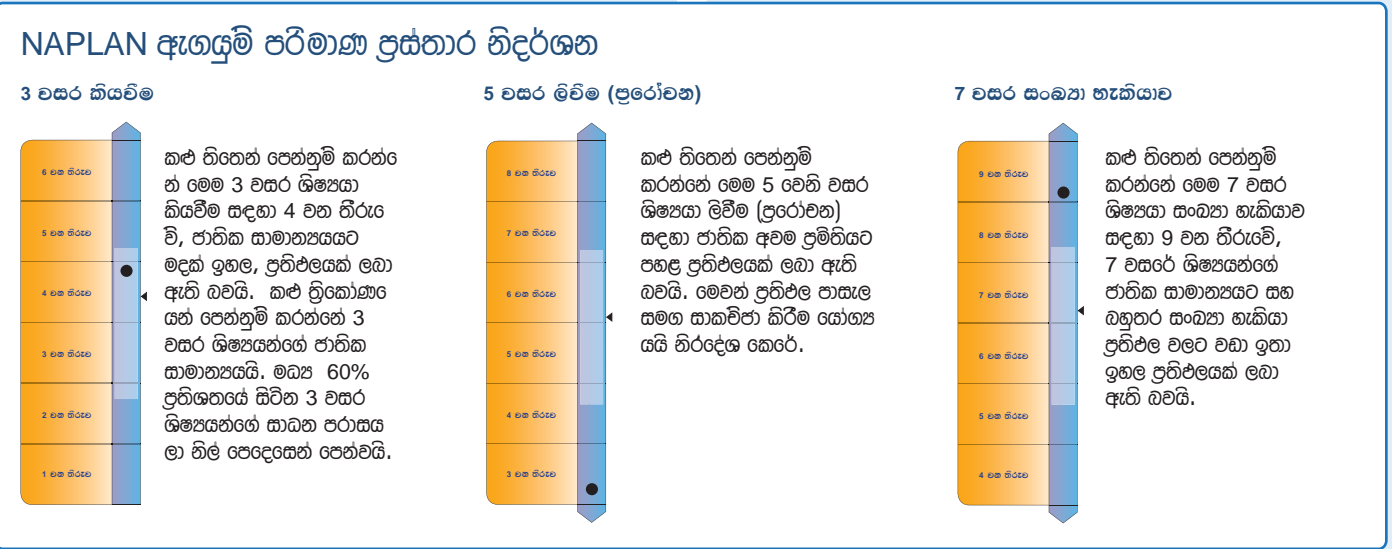 NAPLAN ඇගයුම් පරිමාණ ප්‍රස්තාර නිදර්ශන
3 වසර කියවීම
6 වන තීරුව
5 වන තීරුව
4 වන තීරුව
3 වන තීරුව
2 වන තීරුව
1 වන තීරුව
කළු තිතෙන් පෙන්නුම් කරන්නෙ
න් මෙම 3 වසර ශිෂ්‍යයා
කියවීම සඳහා 4 වන තීරුවෙ
වි, ජාතික සාමාන්‍යයයට
මදක් ඉහල, ප්‍රතිඵලයක් ලබා
ඇති බවයි. කළු ත්‍රිකෝණෙ
යන් පෙන්නුම් කරන්නේ 3
වසර ශිෂ්‍යයන්ගේ ජාතික
සාමාන්‍යයයි. මධ්‍ය 60%
ප්‍රතිශතයේ සිටින 3 වසර
ශිෂ්‍යයන්ගේ සාධන පරාසය
ලා නිල් පෙදෙසෙන් පෙන්වයි.
5 වසර ලිවීම (ප්‍රරෝචන)
8 වන තීරුව
7 වන තීරුව
6 වන තීරුව
5 වන තීරුව
4 වන තීරුව
3 වන තීරුව
කළු තිතෙන් පෙන්නුම්
කරන්නේ මෙම 5 වෙනි වසර
ශිෂ්‍යයා ලිවීම (ප්‍රරෝචන)
සඳහා ජාතික අවම ප්‍රමිතියට
පහළ ප්‍රතිඵලයක් ලබා ඇති
බවයි. මෙවන් ප්‍රතිඵල පාසැල
සමග සාකච්ඡා කිරීම යෝග්‍ය
යයි නිර්දේශ කෙරේ.
7 වසර සංඛ්‍යා හැකියාව
9 වන තීරුව
8 වන තීරුව
7 වන තීරුව
6 වන තීරුව
5 වන තීරුව
4 වන තීරුව
කළු තිතෙන් පෙන්නුම්
කරන්නේ මෙම 7 වසර
ශිෂ්‍යයා සංඛ්‍යා හැකියාව
සඳහා 9 වන තීරුවේ,
7 වසරේ ශිෂ්‍යයන්ගේ
ජාතික සාමාන්‍යයට සහ
බහුතර සංඛ්‍යා හැකියා
ප්‍රතිඵල වලට වඩා ඉතා
ඉහල ප්‍රතිඵලයක් ලබා
ඇති බවයි.